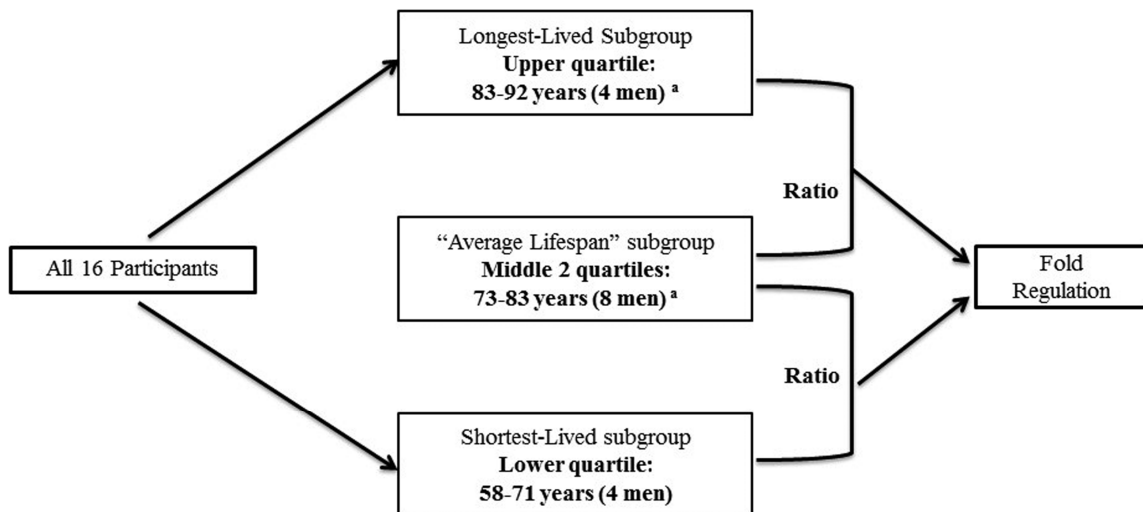 All 16 Participants
Longest-Lived Subgroup
Upper quartile:
83-92 years (4 men) ª
Ratio
“Average Lifespan” subgroup
Middle 2 quartiles:
73-83 years (8 men) ª
Ratio
Shortest-Lived subgroup
Lower quartile:
58-71 years (4 men)
Fold
Regulation